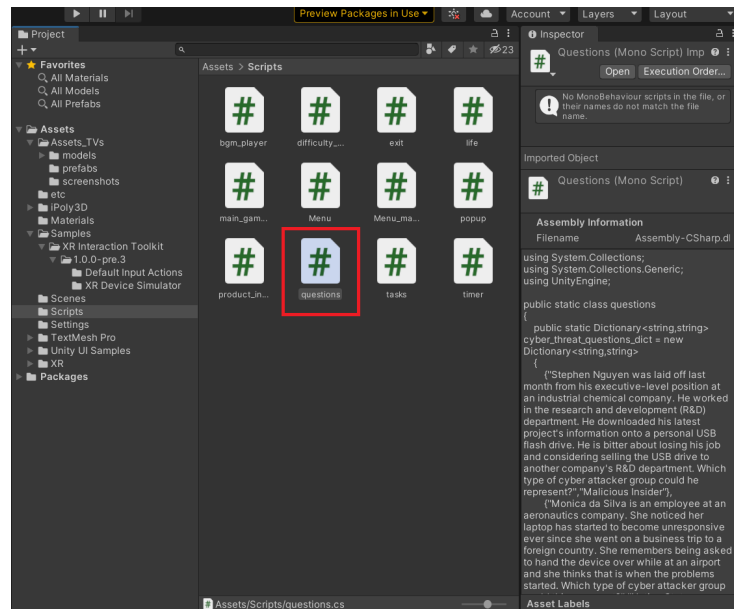 Preview Packages in Use
Account
Layers
Layout
Project
23
Favorites
All Materials
All Models
All Prefabs
Assets
Assets_TVs
models
prefabs
screenshots
etc
iPoly3D
Materials
Samples
XR Interaction Toolkit
1.0.0-pre.3
Default Input Actions
XR Device Simulator
Scenes
Scripts
Settings
TextMesh Pro
Unity UI Samples
XR
Packages
Assets > Scripts
bgm_player
difficulty_...
exit
life
main_gam...
Menu
Menu_ma...
popup
product_in...
questions
tasks
timer
Assets/Scripts/questions.cs
Inspector
Questions (Mono Script) Imp
Open
Execution Order...
No MonoBehaviour scripts in the file, or
their names do not match the file
name.
Imported Object
Questions (Mono Script)
Assembly Information
Filename Assembly-CSharp.dl
using System.Collections;
using System.Collections.Generic;
using UnityEngine;
public static class questions
{
public static Dictionary<string,string>
cyber_threat_questions_dict = new
Dictionary<string,string>
{
{"Stephen Nguyen was laid off last
month from his executive-level position at
an industrial chemical company. He worked
in the research and development (R&D)
department. He downloaded his latest
project's information onto a personal USB
flash drive. He is bitter about losing his job
and considering selling the USB drive to
another company's R&D department. Which
type of cyber attacker group could he
represent?","Malicious Insider"},
{"Monica da Silva is an employee at an
aeronautics company. She noticed her
laptop has started to become unresponsive
ever since she went on a business trip to a
foreign country. She remembers being asked
to hand the device over while at an airport
and she thinks that is when the problems
started. Which type of cyber attacker group
Asset Labels